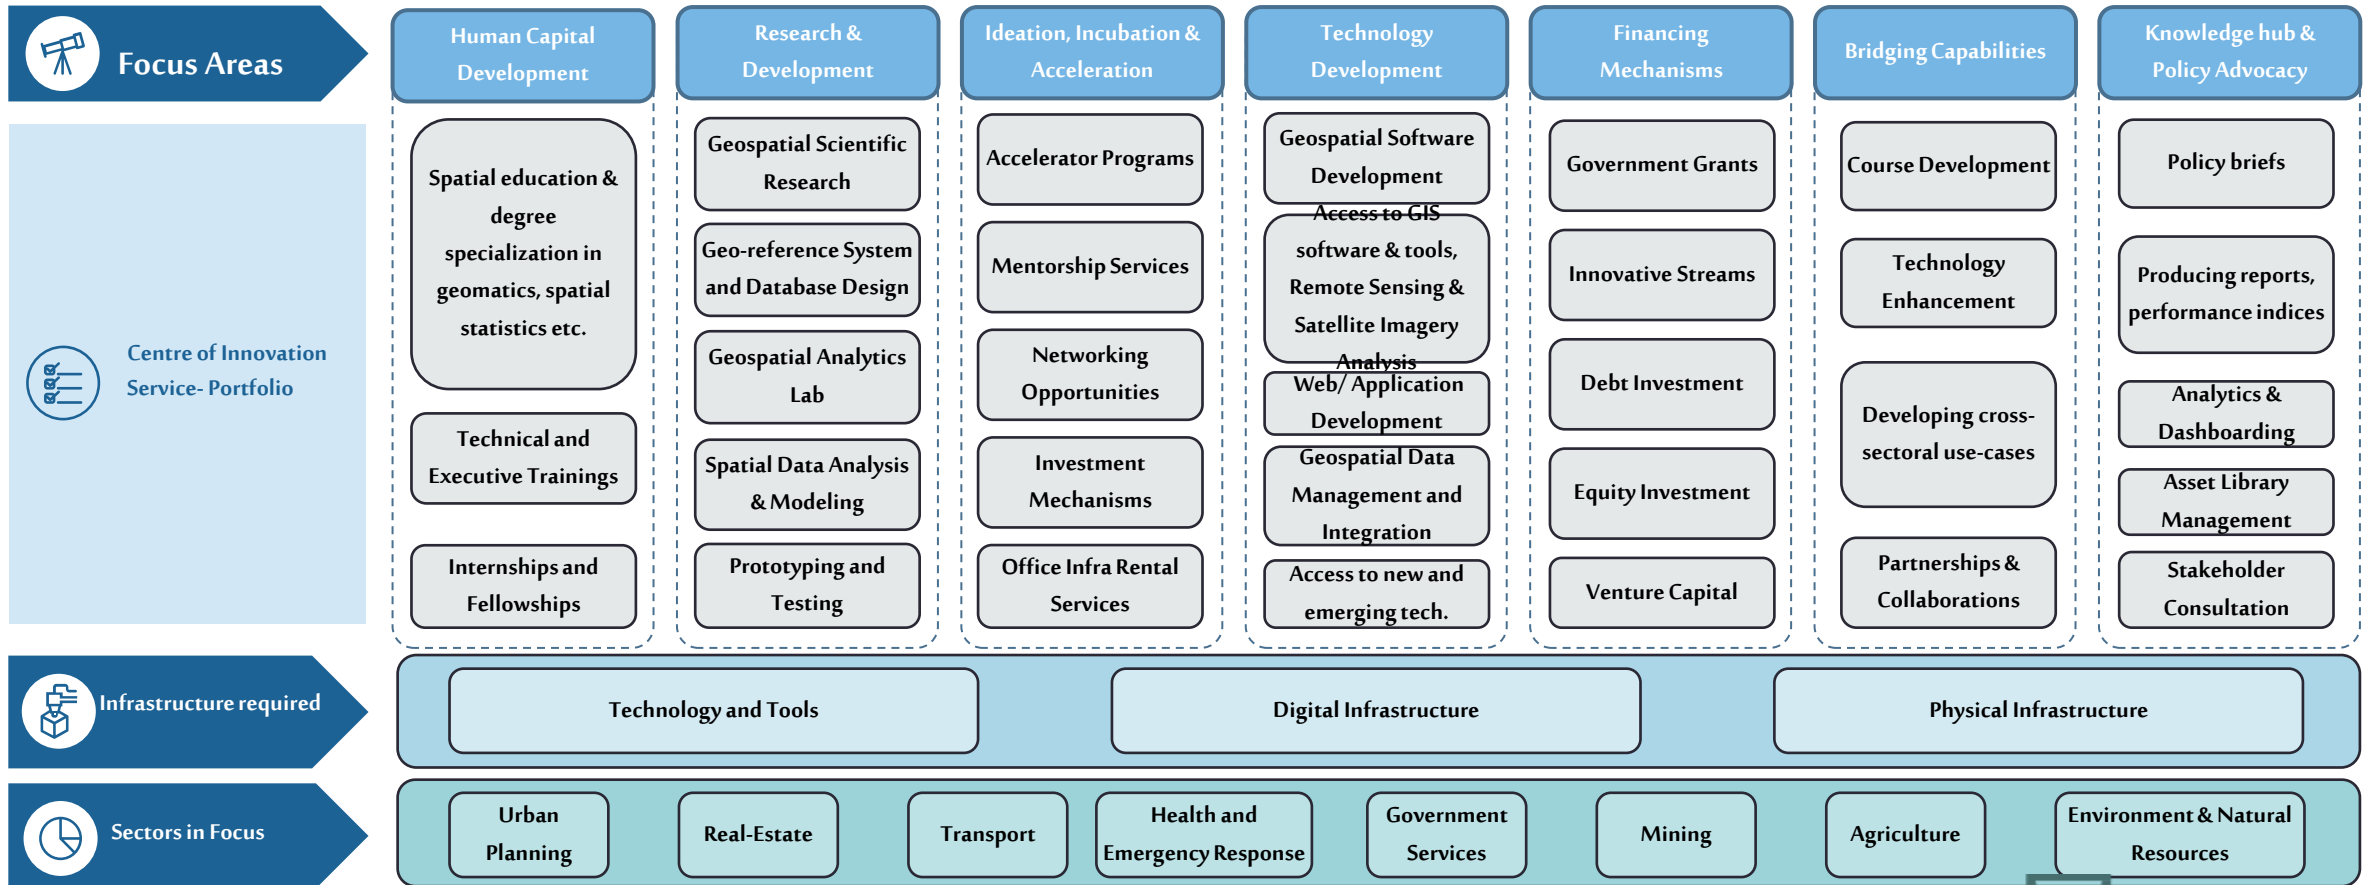 Focus Areas
Human Capital
Development
Research &
Development
Ideation, Incubation &
Acceleration
Technology
Development
Financing
Mechanisms
Bridging Capabilities
Knowledge hub &
Policy Advocacy
Centre of Innovation
Service- Portfolio
Spatial education &
degree
specialization in
geomatics, spatial
statistics etc.
Technical and
Executive Trainings
Internships and
Fellowships
Geospatial Scientific
Research
Geo-reference System
and Database Design
Geospatial Analytics
Lab
Spatial Data Analysis
& Modeling
Prototyping and
Testing
Accelerator Programs
Mentorship Services
Networking
Opportunities
Investment
Mechanisms
Office Infra Rental
Services
Geospatial Software
Development
Access to GIS
software & tools,
Remote Sensing &
Satellite Imagery
Analysis
Web/ Application
Development
Geospatial Data
Management and
Integration
Access to new and
emerging tech.
Government Grants
Innovative Streams
Debt Investment
Equity Investment
Venture Capital
Course Development
Technology
Enhancement
Developing cross-
sectoral use-cases
Partnerships &
Collaborations
Policy briefs
Producing reports,
performance indices
Analytics &
Dashboarding
Asset Library
Management
Stakeholder
Consultation
Infrastructure required
Technology and Tools
Digital Infrastructure
Physical Infrastructure
Sectors in Focus
Urban
Planning
Real-Estate
Transport
Health and
Emergency Response
Government
Services
Mining
Agriculture
Environment & Natural
Resources